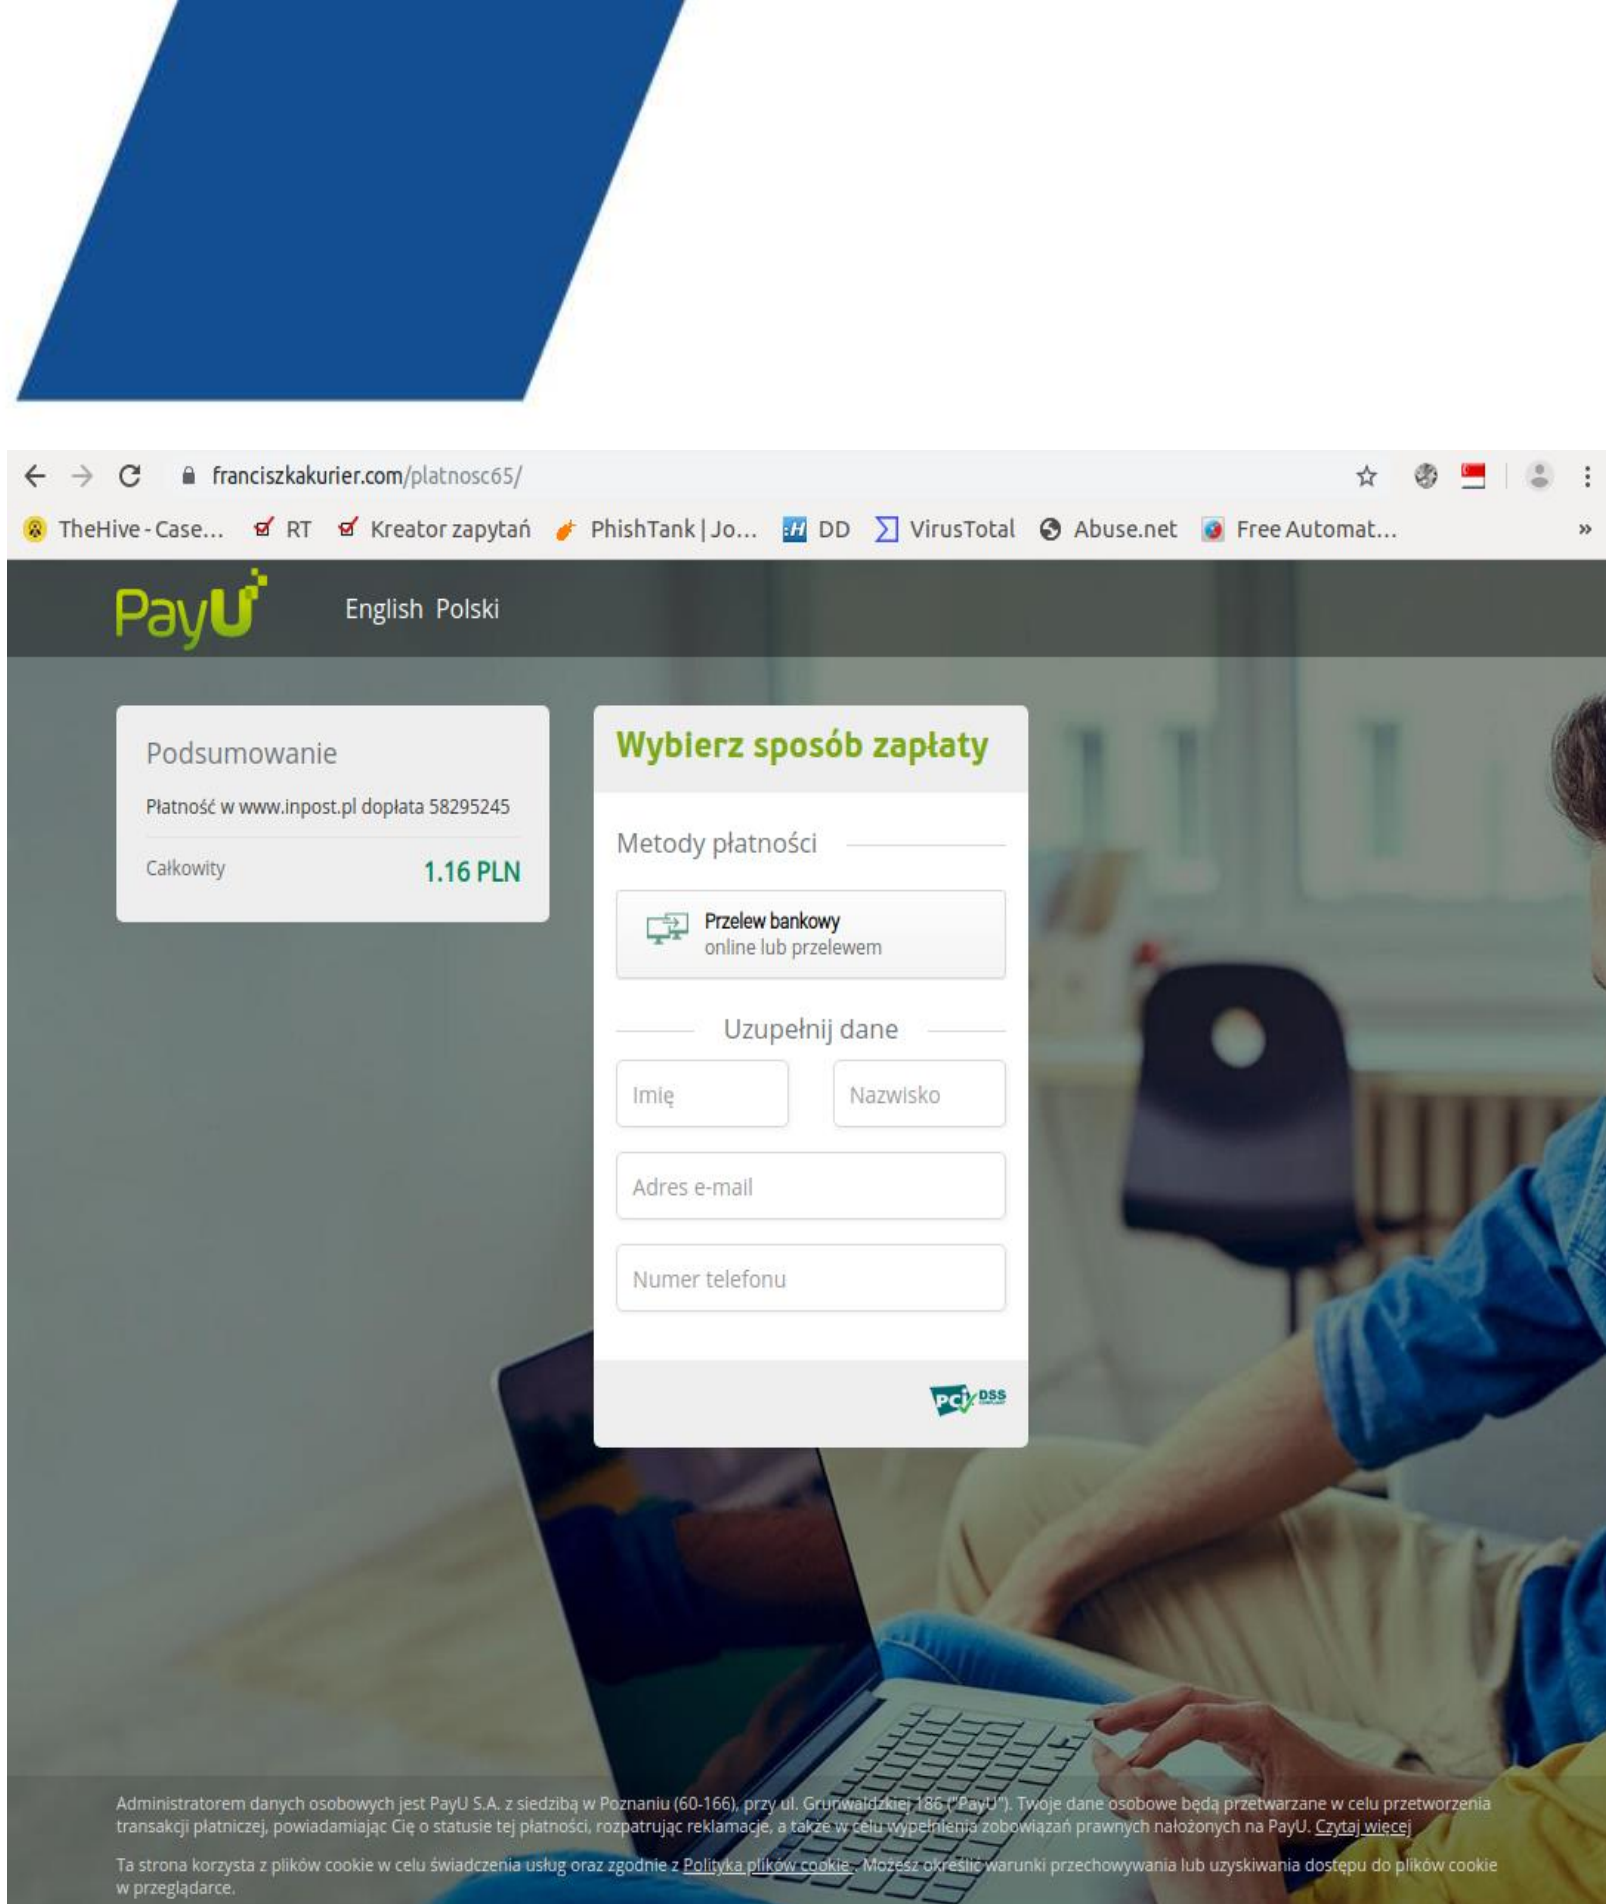 franciszkakurier.com/platnosc65/
TheHive - Case... RT Kreator zapytań PhishTank | Jo... :H DD VirusTotal Abuse.net Free Automat... »
PayU English Polski
Podsumowanie
Płatność w www.inpost.pl dopłata 58295245
Całkowity 1.16 PLN
Wybierz sposób zapłaty
Metody płatności
Przelew bankowy
online lub przelewem
Uzupełnij dane
Imię Nazwisko
Adres e-mail
Numer telefonu
PCi DSS
Administratorem danych osobowych jest PayU S.A. z siedzibą w Poznaniu (60-166), przy ul. Grunwaldzkiej 186 ("PayU"). Twoje dane osobowe będą przetwarzane w celu przetworzenia
transakcji płatniczej, powiadamiając Cię o statusie tej płatności, rozpatrując reklamacje, a także w celu wypełnienia zobowiązań prawnych nałożonych na PayU. Czytaj więcej
Ta strona korzysta z plików cookie w celu świadczenia usług oraz zgodnie z Polityka plików cookie . Możesz określić warunki przechowywania lub uzyskiwania dostępu do plików cookie
w przeglądarce.